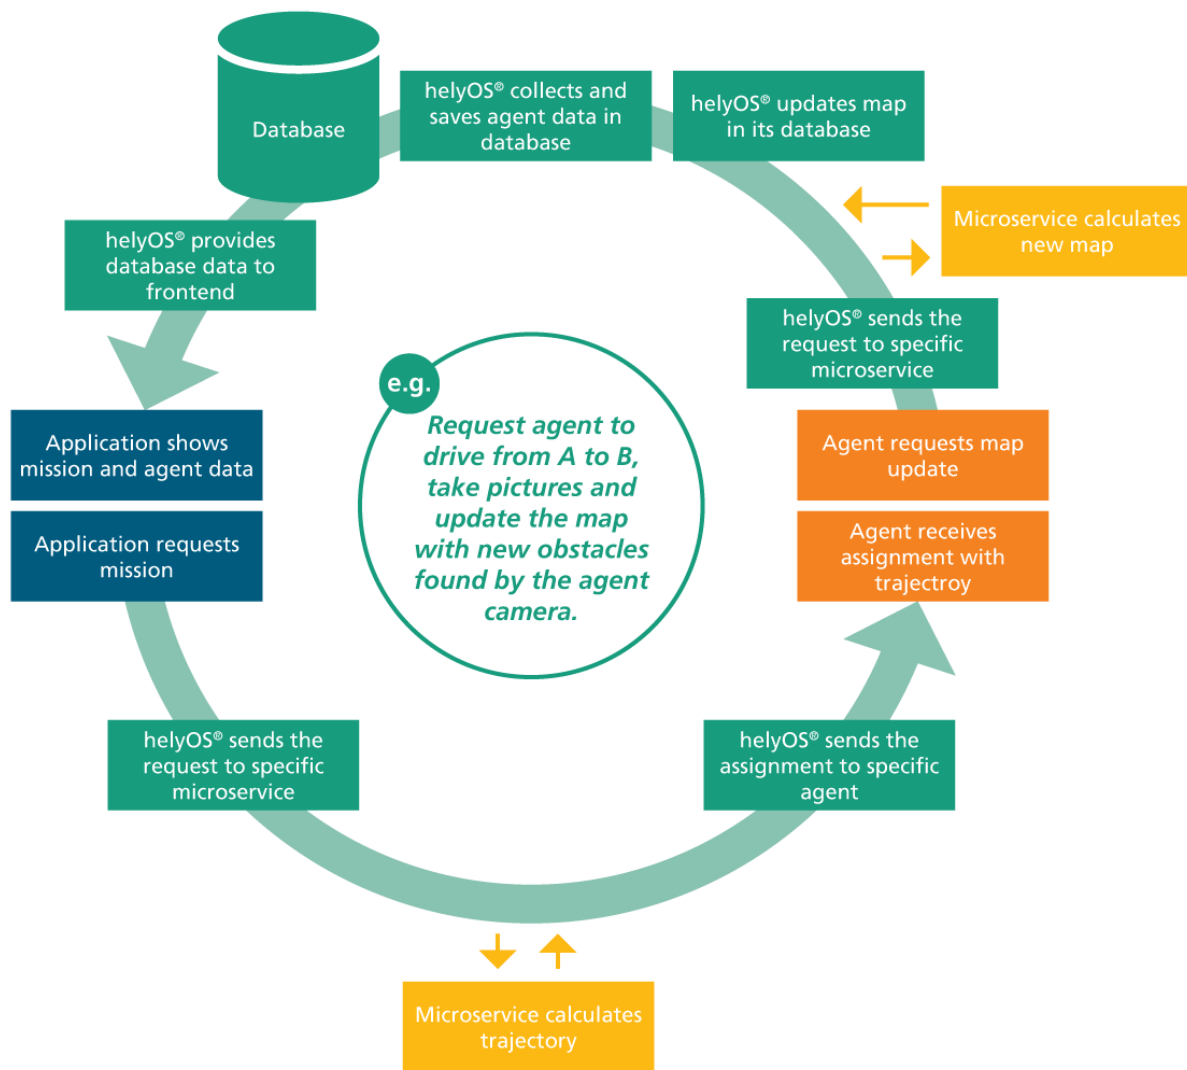 Database
helyOS® collects and
saves agent data in
database
helyOS® updates map
in its database
Microservice calculates
new map
helyOS® provides
database data to
frontend
helyOS® sends the
request to specific
microservice
e.g.
Request agent to
drive from A to B,
take pictures and
update the map
with new obstacles
found by the agent
camera.
Application shows
mission and agent data
Agent requests map
update
Application requests
mission
Agent receives
assignment with
trajectroy
helyOS® sends the
request to specific
microservice
helyOS® sends the
assignment to specific
agent
Microservice calculates
trajectory